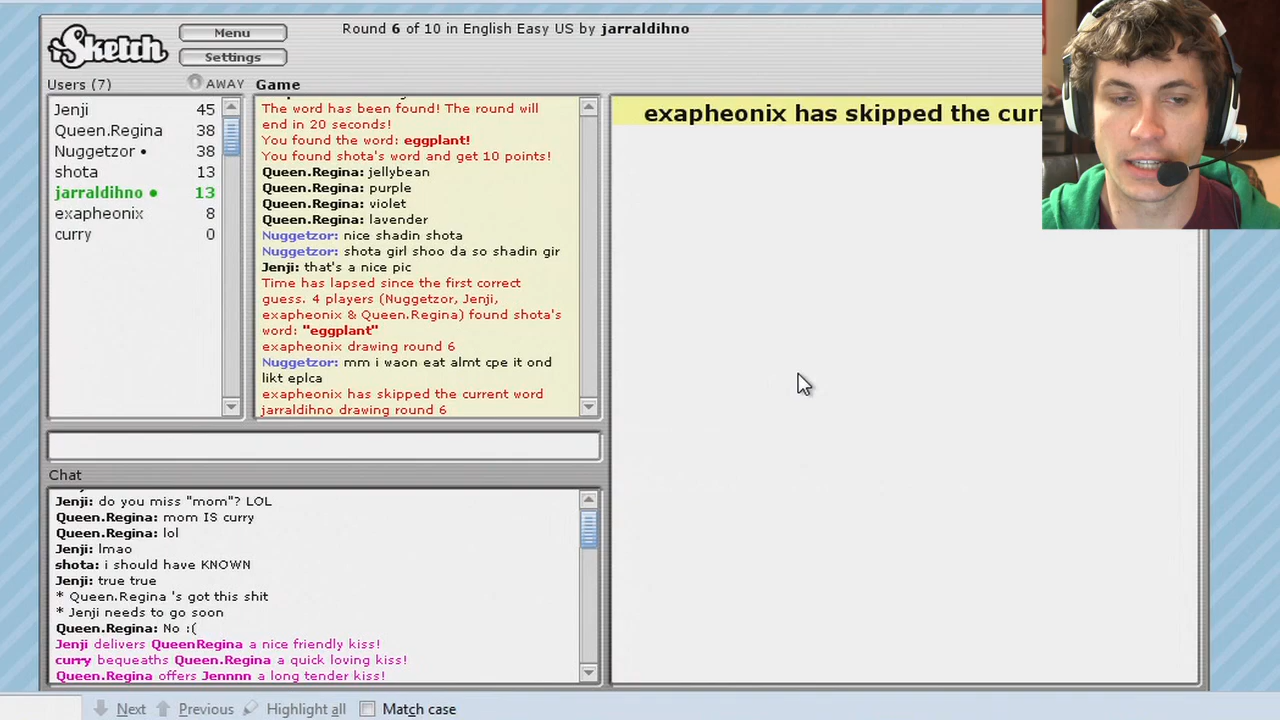 iSketch
Menu
Settings
Round 6 of 10 in English Easy US by jarraldihno
Users (7)
AWAY
Game
Jenji 45
Queen.Regina 38
Nuggetzor • 38
shota 13
jarraldihno • 13
exapheonix 8
curry 0
The word has been found! The round will
end in 20 seconds!
You found the word: eggplant!
You found shota's word and get 10 points!
Queen.Regina: jellybean
Queen.Regina: purple
Queen.Regina: violet
Queen.Regina: lavender
Nuggetzor: nice shadin shota
Nuggetzor: shota girl shoo da so shadin gir
Jenji: that's a nice pic
Time has lapsed since the first correct
guess. 4 players (Nuggetzor, Jenji,
exapheonix & Queen.Regina) found shota's
word: "eggplant"
exapheonix drawing round 6
Nuggetzor: mm i waon eat almt cpe it ond
likt eplca
exapheonix has skipped the current word
jarraldihno drawing round 6
exapheonix has skipped the curr
Chat
Jenji: do you miss "mom"? LOL
Queen.Regina: mom IS curry
Queen.Regina: lol
Jenji: lmao
shota: i should have KNOWN
Jenji: true true
* Queen.Regina 's got this shit
* Jenji needs to go soon
Queen.Regina: No :(
Jenji delivers QueenRegina a nice friendly kiss!
curry bequeaths Queen.Regina a quick loving kiss!
Queen.Regina offers Jennnn a long tender kiss!
Next
Previous
Highlight all
Match case